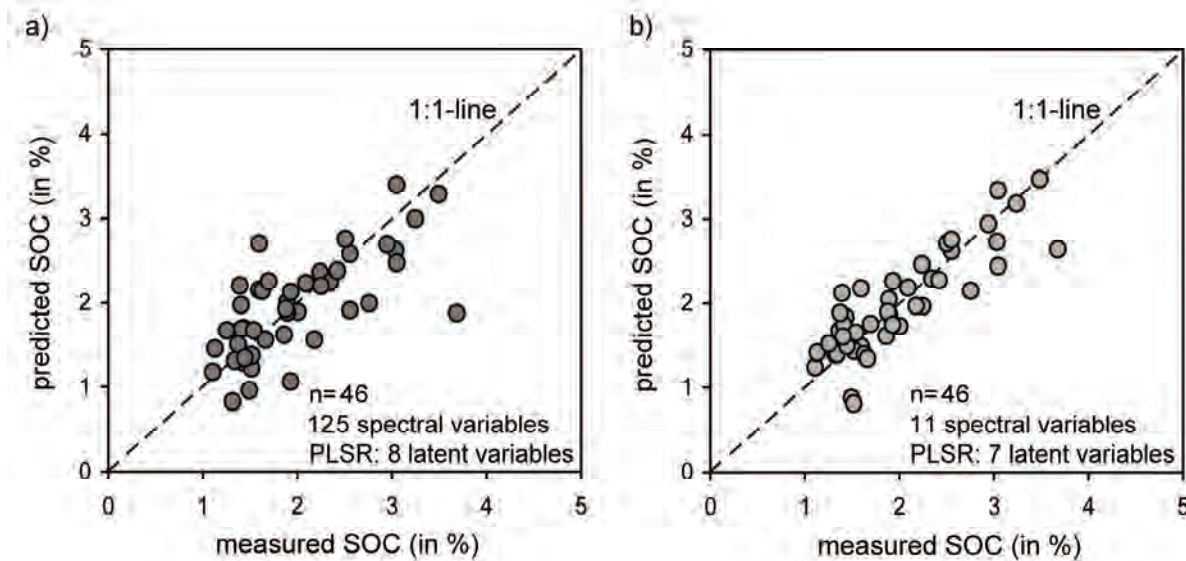 a)
5
4
3
2
1
0
predicted SOC (in %)
1:1-line
n=46
125 spectral variables
PLSR: 8 latent variables
0 1 2 3 4 5
measured SOC (in %)
b)
5
4
3
2
1
0
predicted SOC (in %)
1:1-line
n=46
11 spectral variables
PLSR: 7 latent variables
0 1 2 3 4 5
measured SOC (in %)